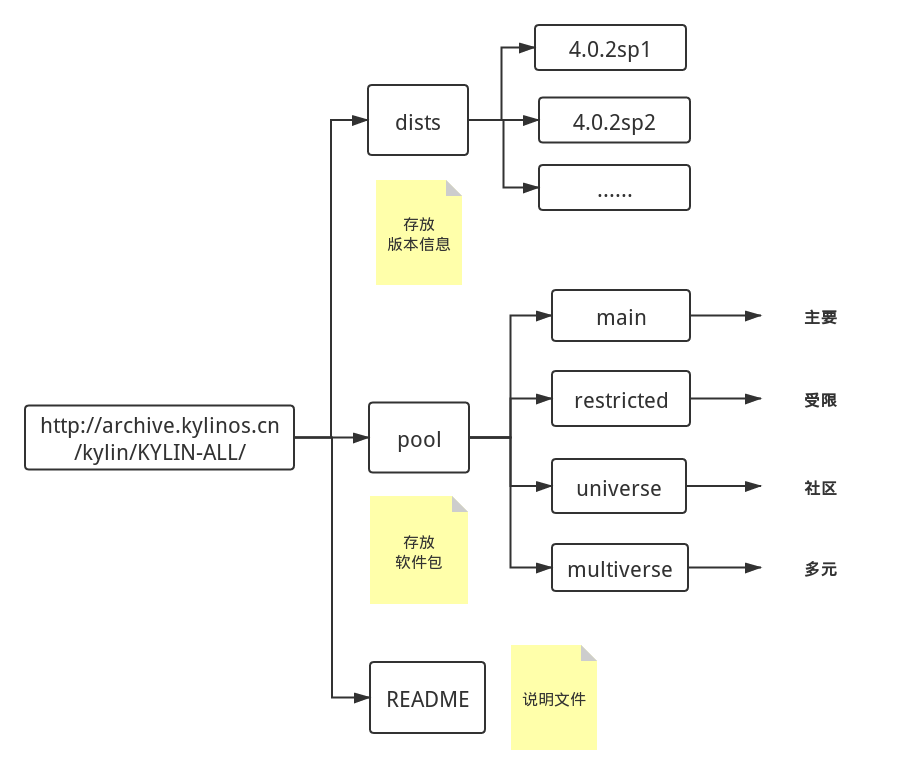 4.0.2sp1
dists
4.0.2sp2
......
存放
版本信息
http://archive.kylinos.cn
/kylin/KYLIN-ALL/
pool
存放
软件包
main
主要
restricted
受限
universe
社区
multiverse
多元
README
说明文件